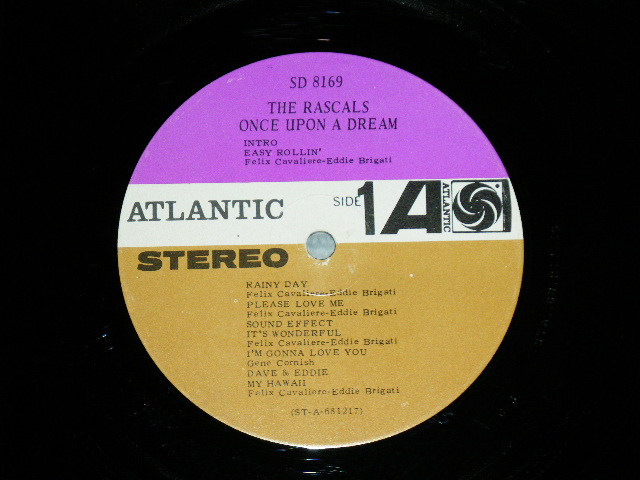 SD 8169
THE RASCALS
ONCE UPON A DREAM
INTRO
EASY ROLLIN'
Felix Cavaliere-Eddie Brigati
ATLANTIC
SIDE 1
A
ATLANTIC
STEREO
RAINY DAY
Felix Cavaliere-Eddie Brigati
PLEASE LOVE ME
Felix Cavaliere-Eddie Brigati
SOUND EFFECT
IT'S WONDERFUL
Felix Cavaliere-Eddie Brigati
I'M GONNA LOVE YOU
Gene Cornish
DAVE & EDDIE
MY HAWAII
Felix Cavaliere-Eddie Brigati
(ST-A-681217)